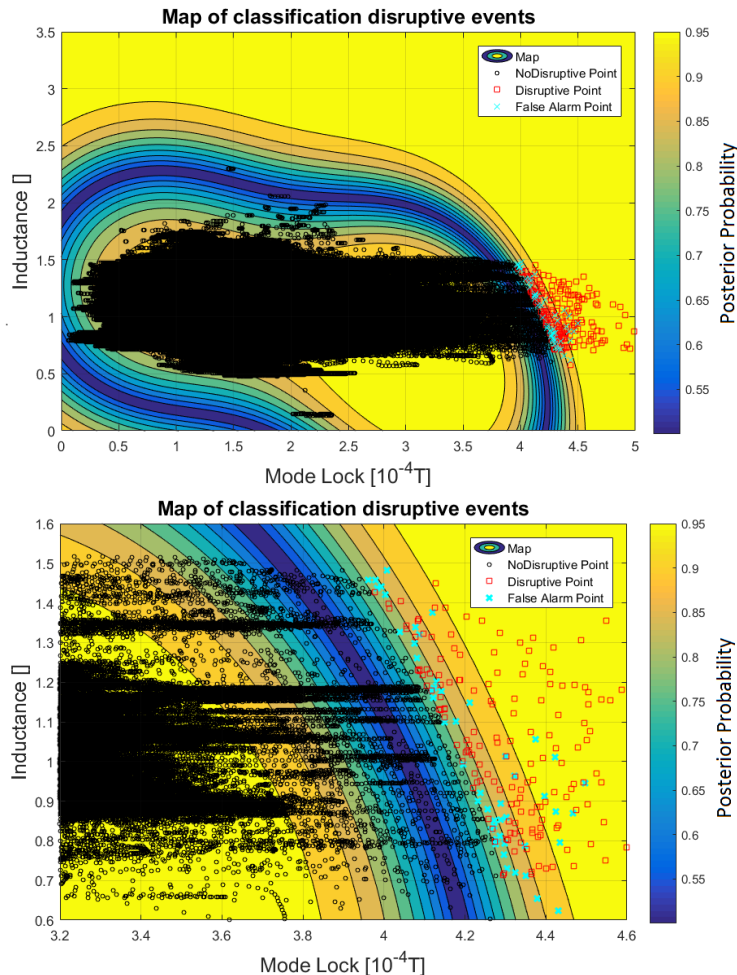 Map of classification disruptive events
3.5
3
2.5
2
1.5
1
0.5
0
Inductance []
0 0.5 1 1.5 2 2.5 3 3.5 4 4.5 5
Mode Lock [10-4T]
Map
NoDisruptive Point
Disruptive Point
False Alarm Point
0.95
0.9
0.85
0.8
0.75
0.7
0.65
0.6
0.55
Posterior Probability
Map of classification disruptive events
1.6
1.5
1.4
1.3
1.2
1.1
1
0.9
0.8
0.7
0.6
Inductance []
3.2 3.4 3.6 3.8 4 4.2 4.4 4.6
Mode Lock [10-4T]
Map
NoDisruptive Point
Disruptive Point
False Alarm Point
0.95
0.9
0.85
0.8
0.75
0.7
0.65
0.6
0.55
Posterior Probability